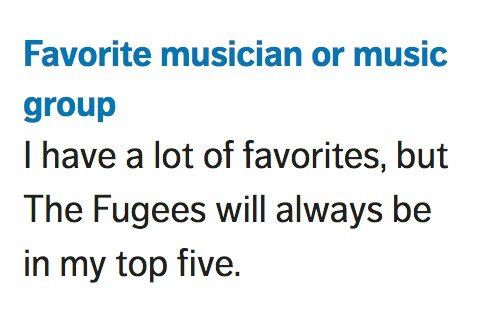 Favorite musician or music
group
I have a lot of favorites, but
The Fugees will always be
in my top five.